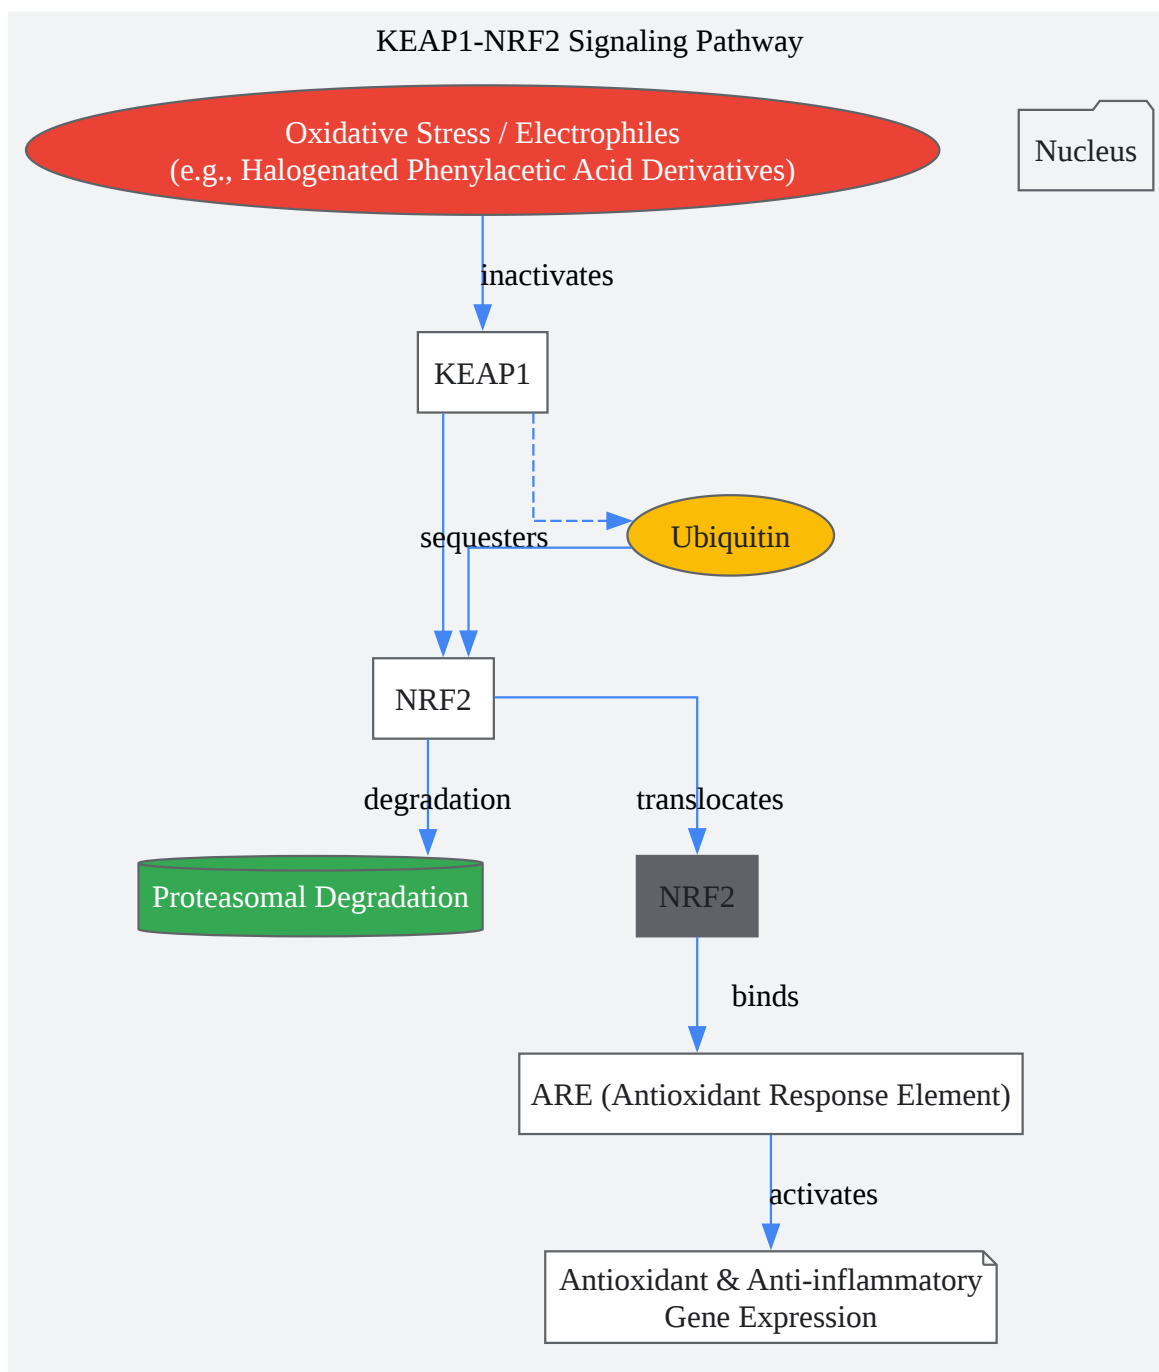 KEAP1-NRF2 Signaling Pathway
Oxidative Stress / Electrophiles
(e.g., Halogenated Phenylacetic Acid Derivatives)
Nucleus
inactivates
KEAP1
sequesters
Ubiquitin
NRF2
degradation
translocates
Proteasomal Degradation
NRF2
binds
ARE (Antioxidant Response Element)
activates
Antioxidant & Anti-inflammatory
Gene Expression